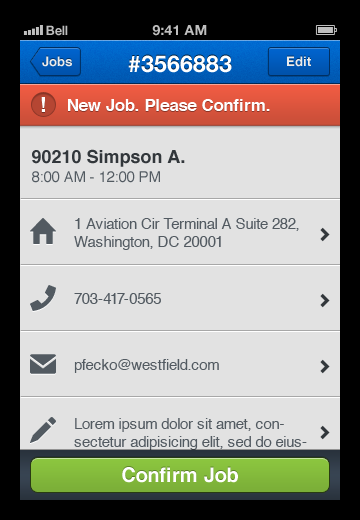 Bell 9:41 AM
Jobs #3566883 Edit
! New Job. Please Confirm.
90210 Simpson A.
8:00 AM - 12:00 PM
1 Aviation Cir Terminal A Suite 282,
Washington, DC 20001
703-417-0565
pfecko@westfield.com
Lorem ipsum dolor sit amet, con-
sectetur adipisicing elit, sed do eius-
Confirm Job